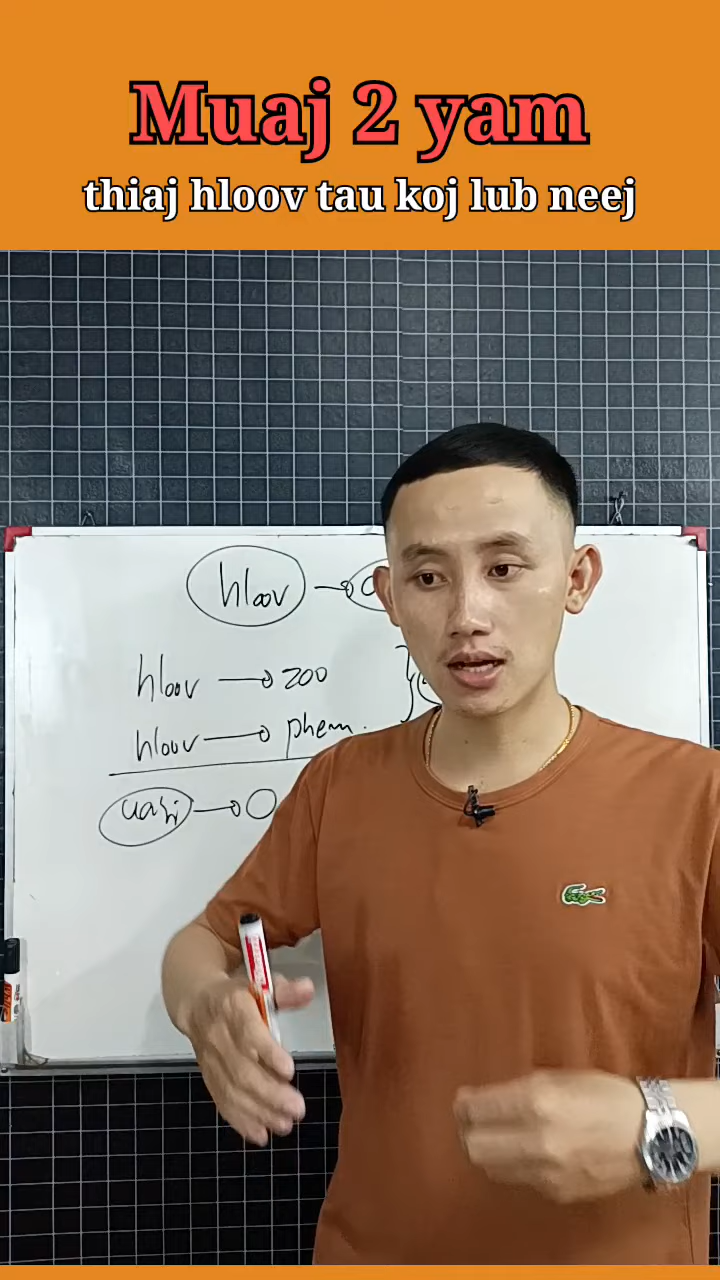 Muaj 2 yam
thiaj hloov tau koj lub neej
hloov
hloov zoo
hloov phem.